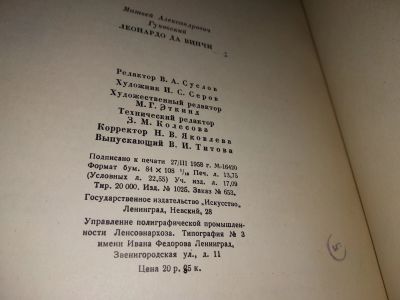 Матвей Александрович
Гуковский
ЛЕОНАРДО ДА ВИНЧИ
Редактор В. А. Суслов
Художник И. С. Серов
Художественный редактор
М. Г. Эткинд
Технический редактор
З. М. Колесова
Корректор Н. В. Яковлева
Выпускающий В. И. Титова
Подписано к печати 27/III 1958 г. М-16420
Формат бум. 84 × 108 1/16 Печ. л. 13,75
(Условных л. 22,55) Уч. изд. л. 17,09
Тир. 20 000. Изд. № 1025. Заказ № 652.
Государственное издательство „Искусство".
Ленинград, Невский, 28
Управление полиграфической промышлен-
ности Ленсовнархоза. Типография № 3
имени Ивана Федорова Ленинград,
Звенигородская ул., д. 11
Цена 20 р. 85 к.